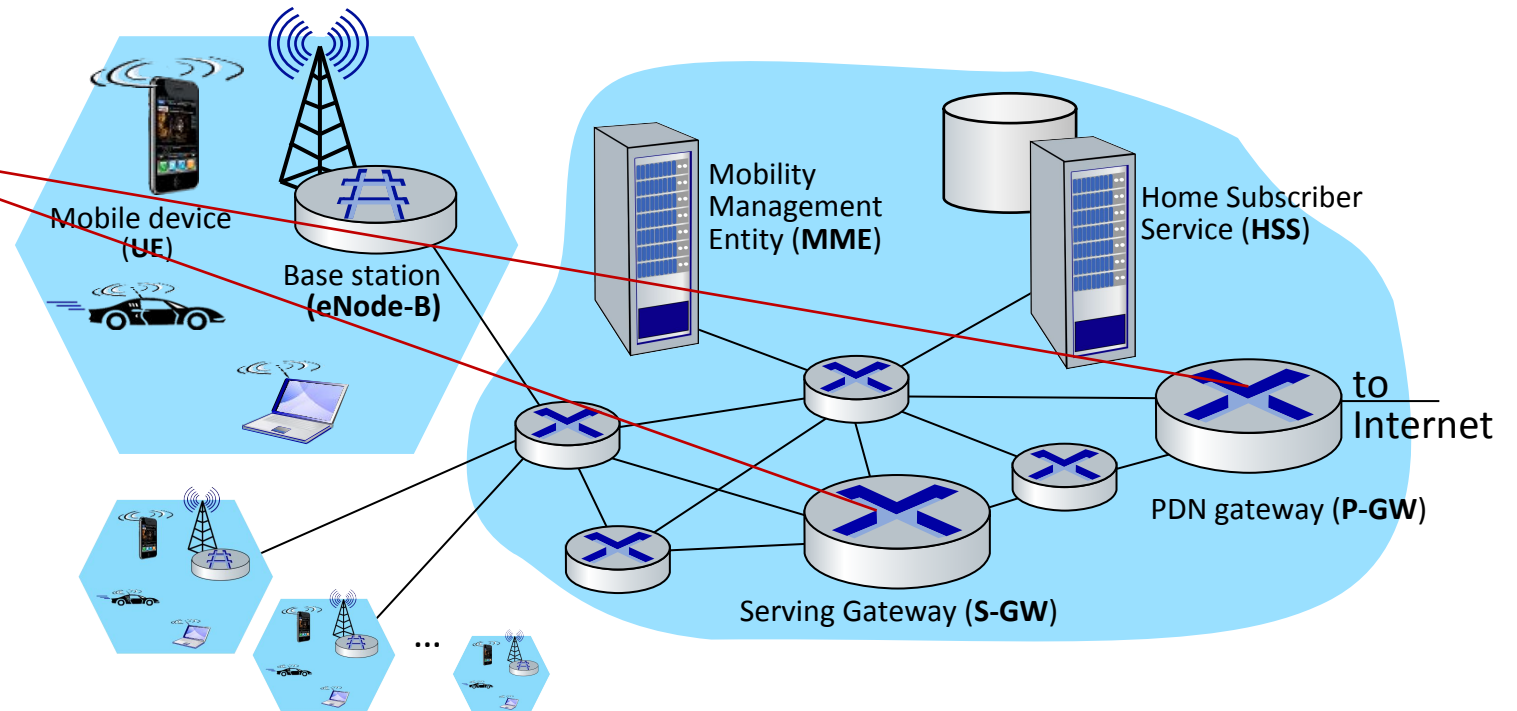 Mobile device
(UE)
Base station
(eNode-B)
Mobility
Management
Entity (MME)
Home Subscriber
Service (HSS)
to
Internet
PDN gateway (P-GW)
Serving Gateway (S-GW)
...